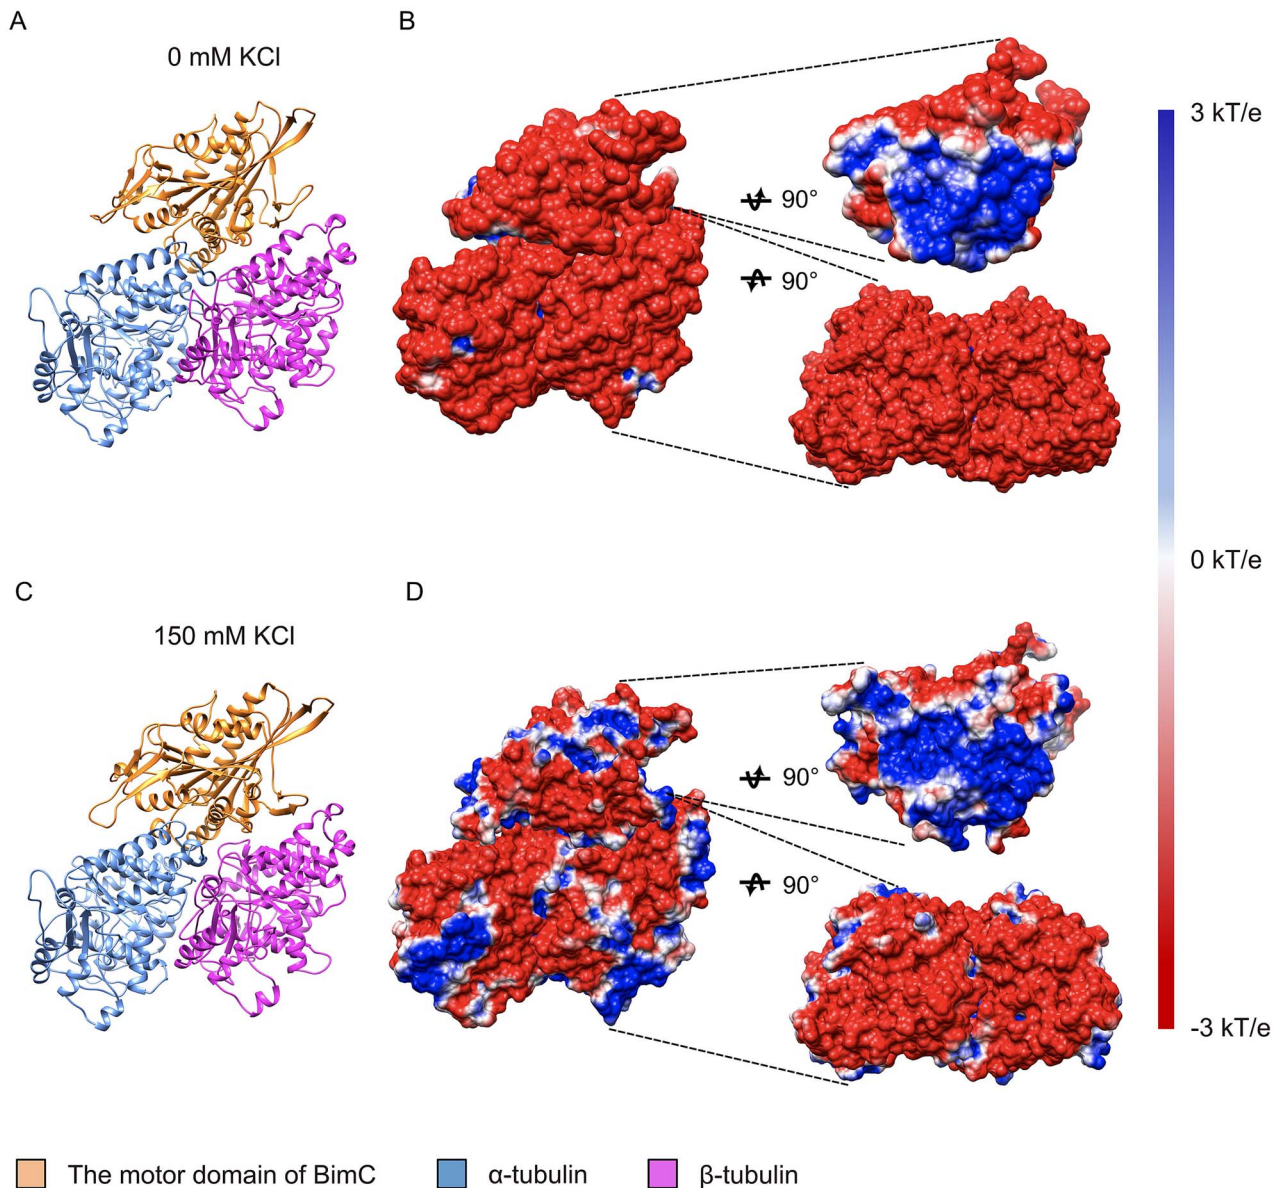 A
B
0 mM KCl
3 kT/e
90°
90°
0 kT/e
C
D
150 mM KCl
90°
90°
-3 kT/e
The motor domain of BimC
α-tubulin
β-tubulin